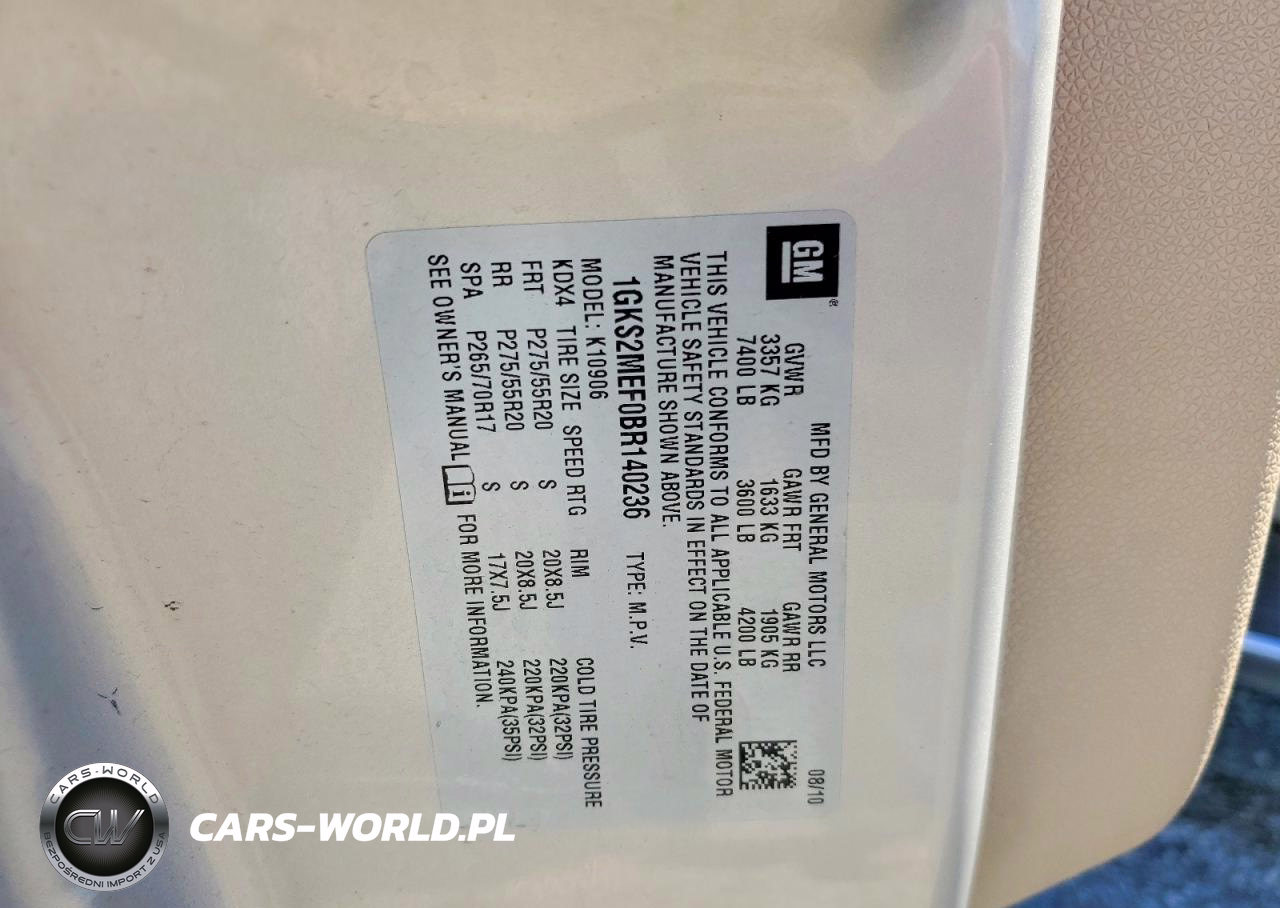 GM
MFD BY GENERAL MOTORS LLC 08/10
GVWR GAWR FRT GAWR RR
3357 KG 1633 KG 1905 KG
7400 LB 3600 LB 4200 LB
THIS VEHICLE CONFORMS TO ALL APPLICABLE U.S. FEDERAL MOTOR
VEHICLE SAFETY STANDARDS IN EFFECT ON THE DATE OF
MANUFACTURE SHOWN ABOVE.
1GKS2MEF0BR140236 TYPE: M.P.V.
MODEL: K10906
KDX4 TIRE SIZE SPEED RTG RIM COLD TIRE PRESSURE
FRT P275/55R20 S 20X8.5J 220KPA(32PSI)
RR P275/55R20 S 20X8.5J 220KPA(32PSI)
SPA P265/70R17 S 17X7.5J 240KPA(35PSI)
SEE OWNER'S MANUAL FOR MORE INFORMATION.
CARS-WORLD
CW
BEZPOŚREDNI IMPORT Z USA
CARS-WORLD.PL